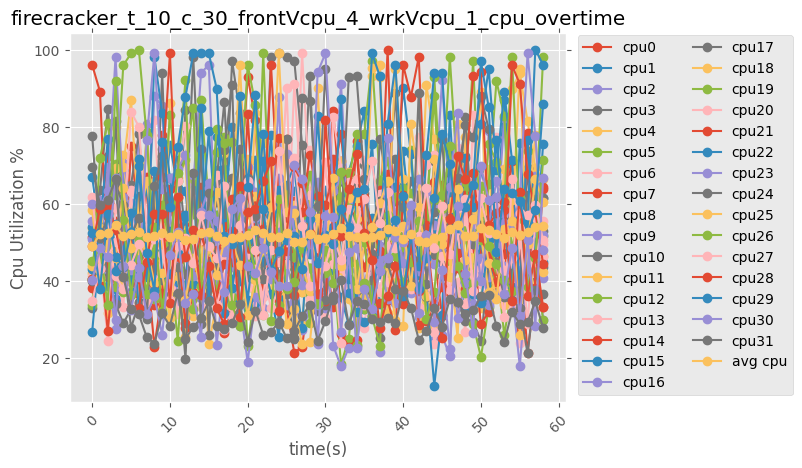 firecracker_t_10_c_30_frontVcpu_4_wrkVcpu_1_cpu_overtime
100
80
60
40
20
Cpu Utilization %
0
10
20
30
40
50
60
time(s)
cpu0
cpu1
cpu2
cpu3
cpu4
cpu5
cpu6
cpu7
cpu8
cpu9
cpu10
cpu11
cpu12
cpu13
cpu14
cpu15
cpu16
cpu17
cpu18
cpu19
cpu20
cpu21
cpu22
cpu23
cpu24
cpu25
cpu26
cpu27
cpu28
cpu29
cpu30
cpu31
avg cpu